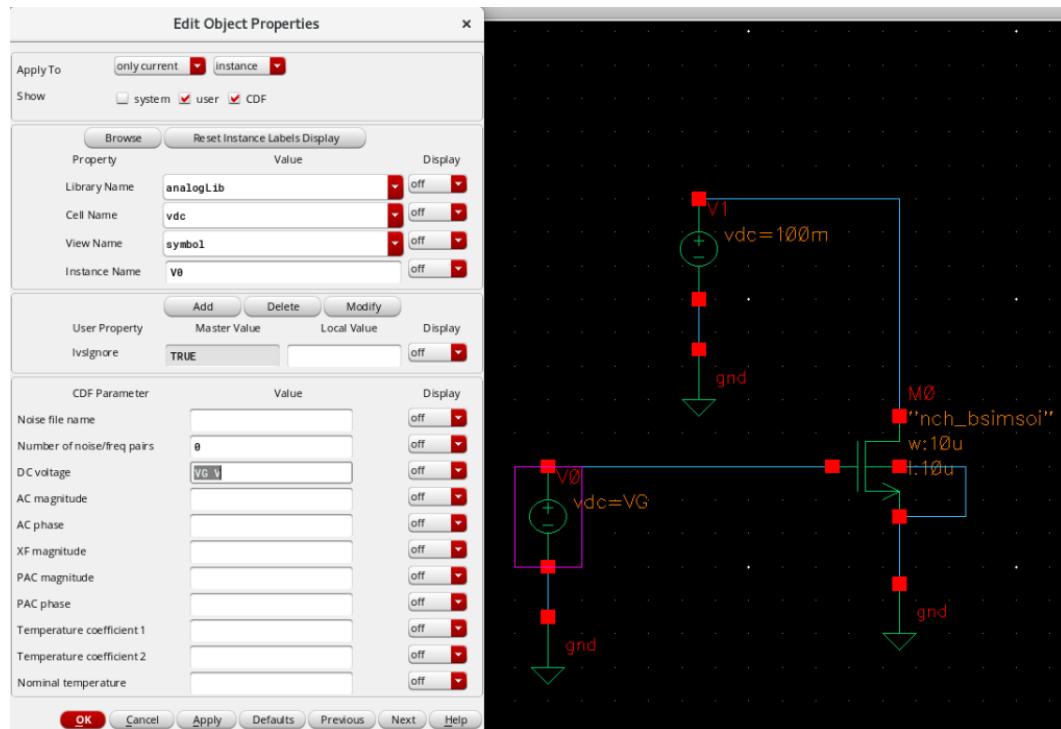 Edit Object Properties ×
Apply To only current instance
Show system user CDF
Browse Reset Instance Labels Display
Property Value Display
Library Name analogLib off
Cell Name vdc off
View Name symbol off
Instance Name V0 off
Add Delete Modify
User Property Master Value Local Value Display
lvsIgnore TRUE off
CDF Parameter Value Display
Noise file name off
Number of noise/freq pairs 0 off
DC voltage VG V off
AC magnitude off
AC phase off
XF magnitude off
PAC magnitude off
PAC phase off
Temperature coefficient 1 off
Temperature coefficient 2 off
Nominal temperature off
OK Cancel Apply Defaults Previous Next Help
V1
vdc=100m
gnd
M0
"nch_bsimsoi"
w:10u
l:10u
V0
vdc=VG
gnd
gnd